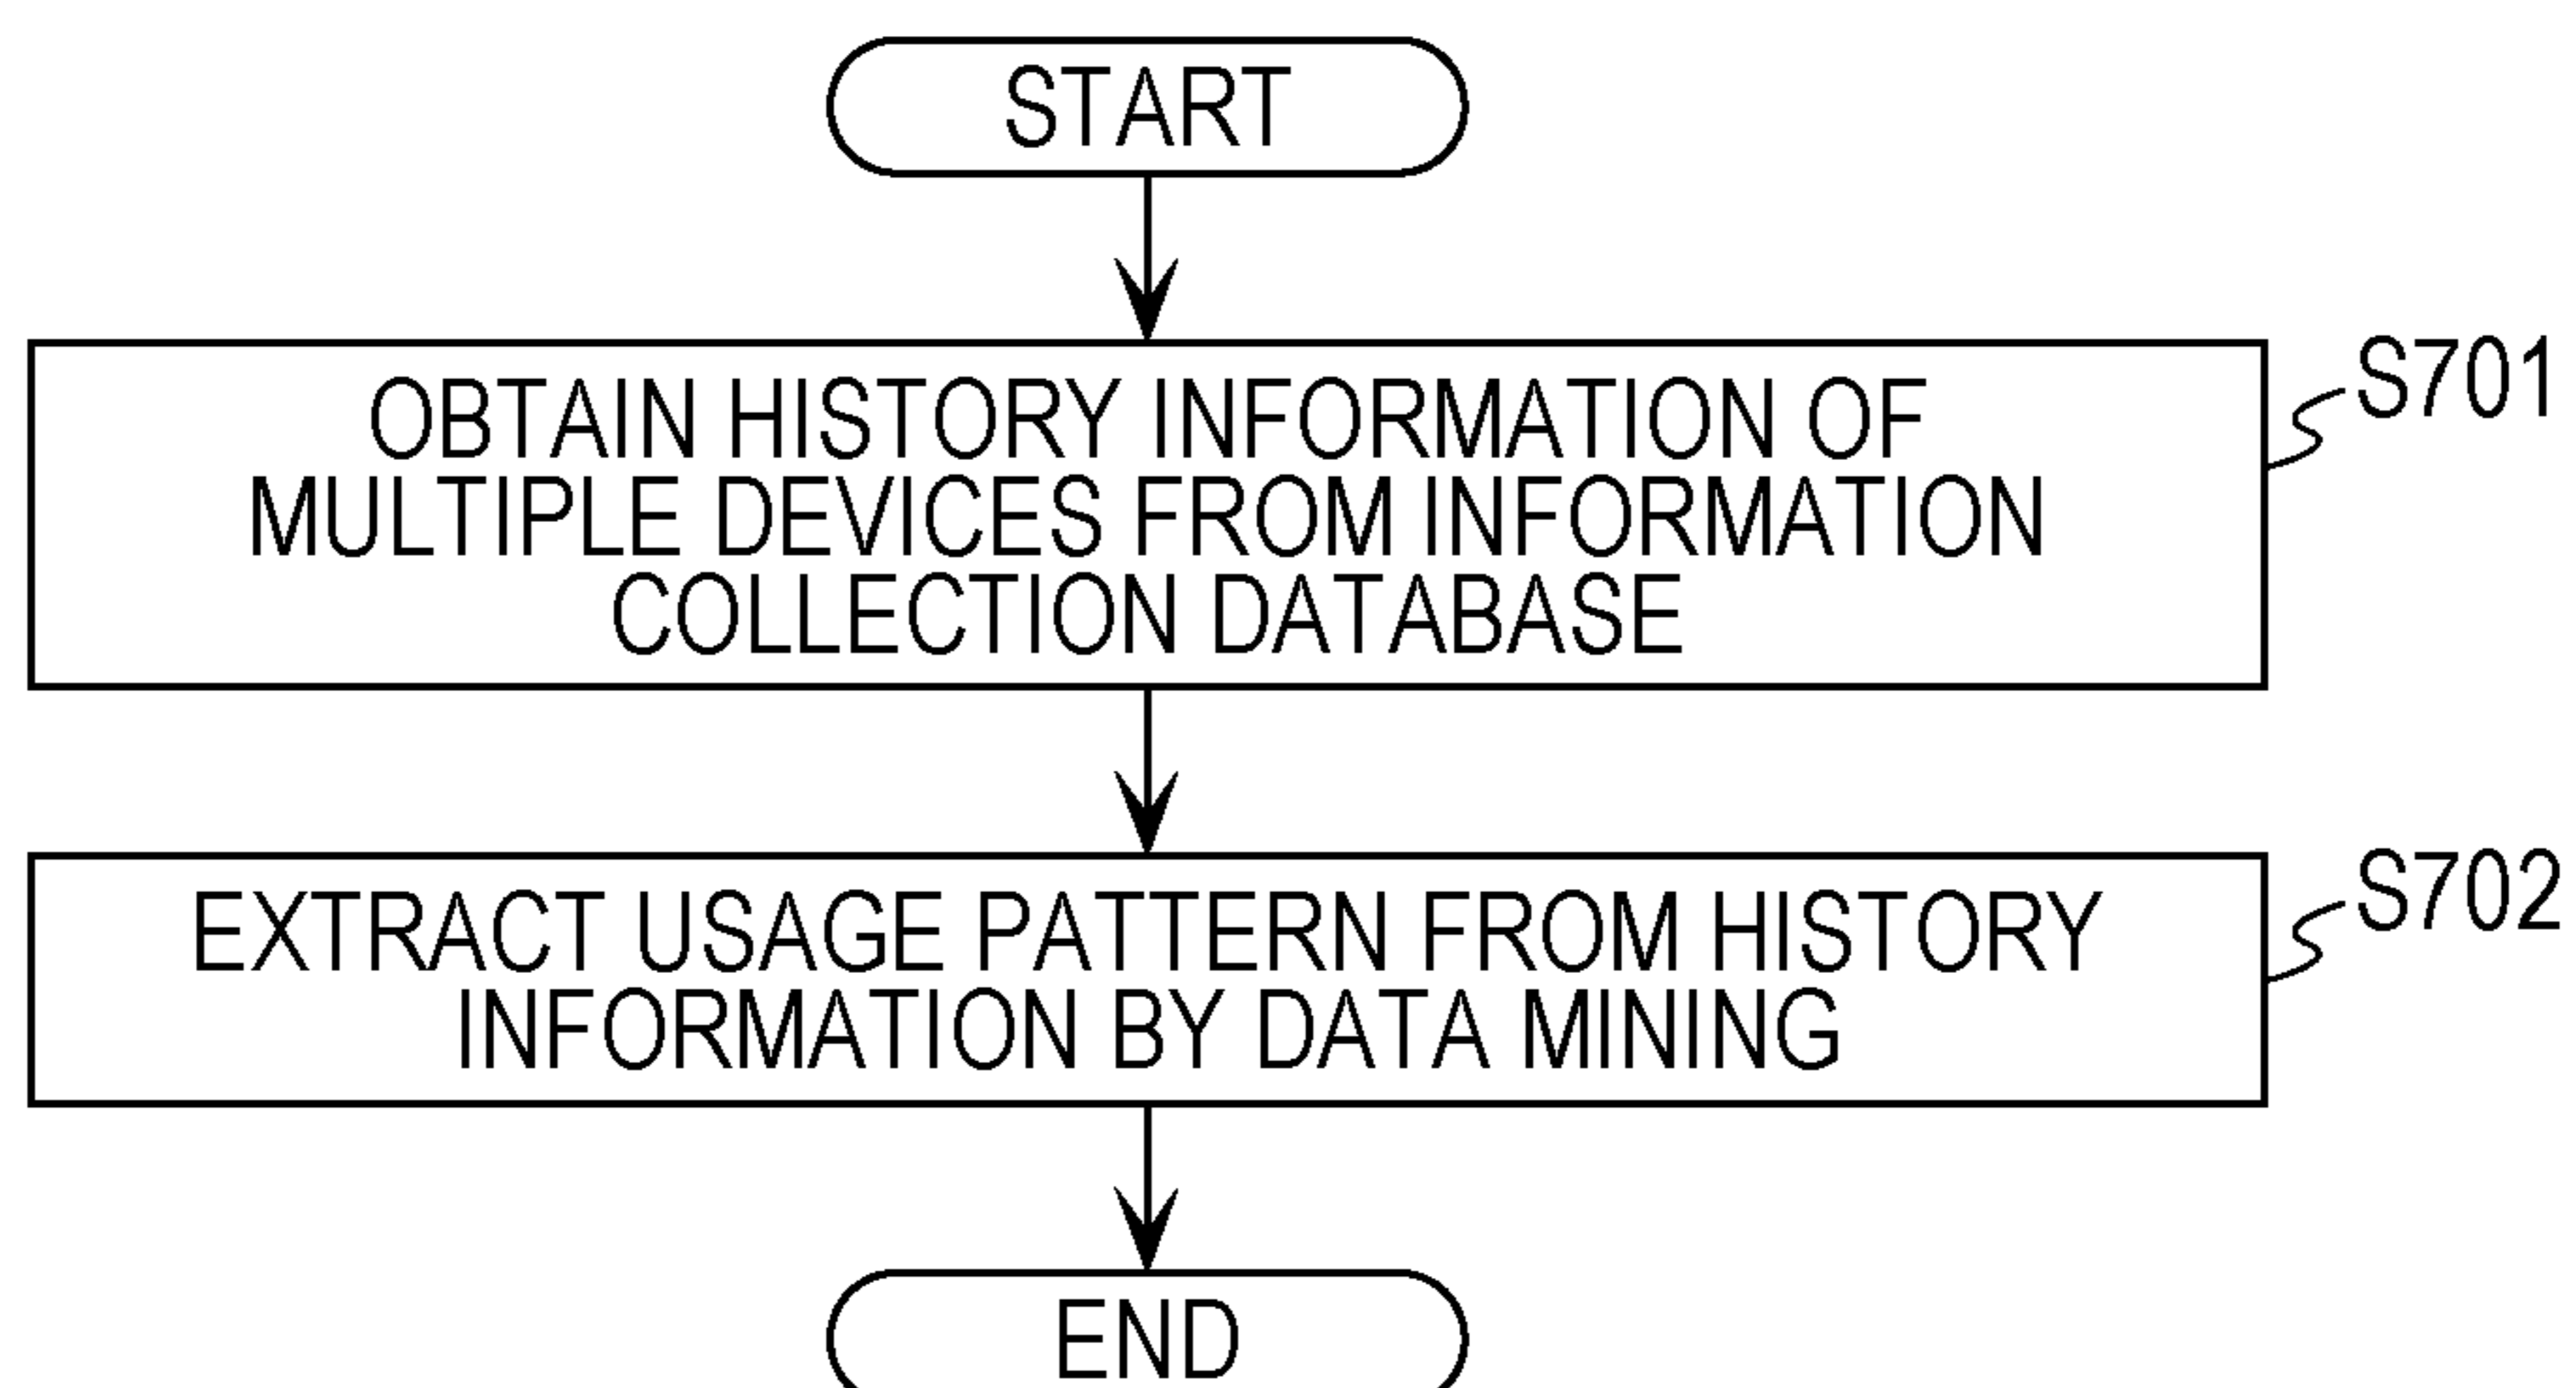 START
OBTAIN HISTORY INFORMATION OF
MULTIPLE DEVICES FROM INFORMATION
COLLECTION DATABASE
S701
EXTRACT USAGE PATTERN FROM HISTORY
INFORMATION BY DATA MINING
S702
END